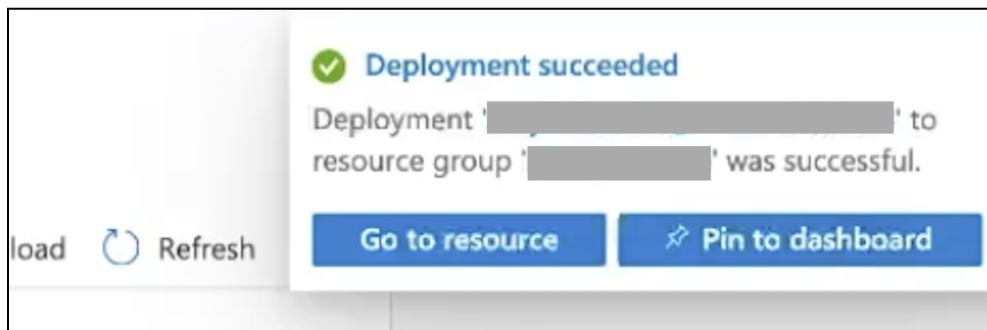 Deployment succeeded
Deployment '' to
resource group '' was successful.
Go to resource Pin to dashboard
load Refresh